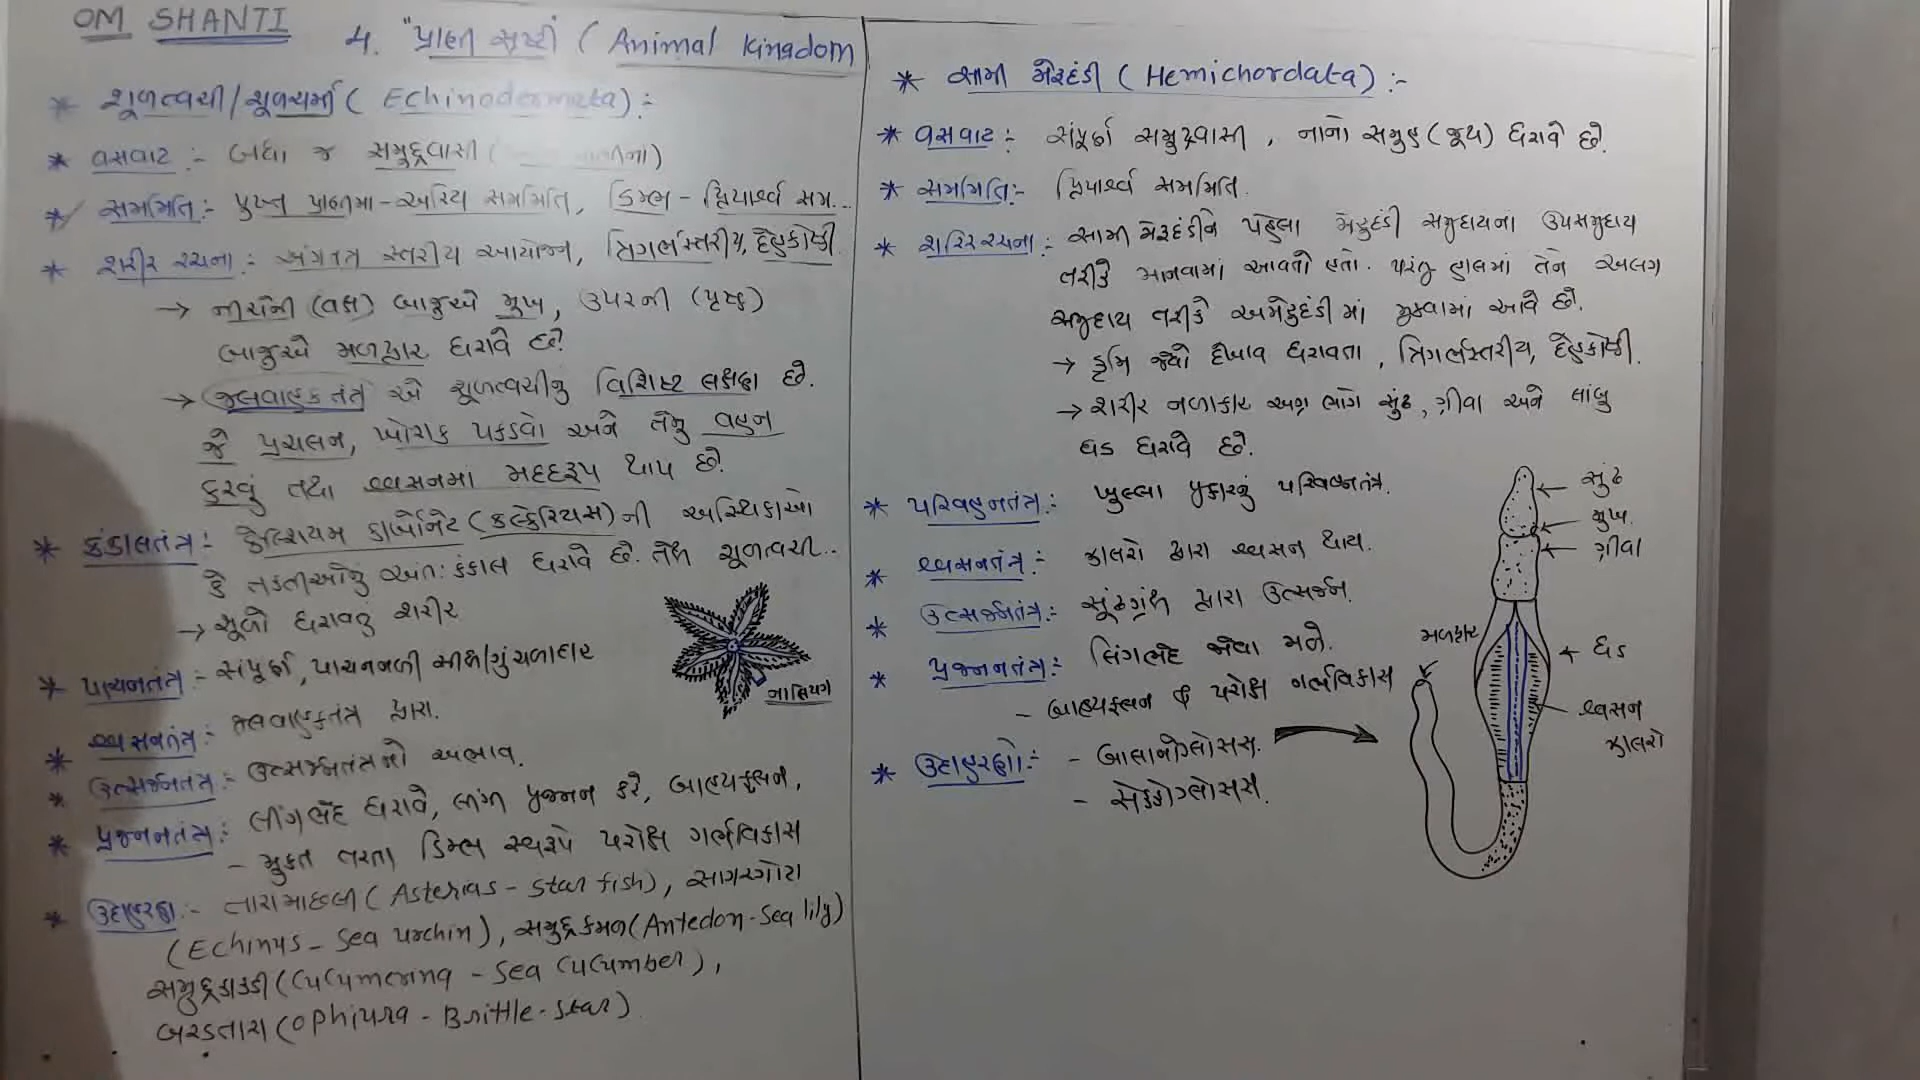 OM SHANTI
4. "પ્રાણી સૃષ્ટી (Animal Kingdom
* શૂળત્વચી/શૂળચર્મા (Echinodermata) :-
* વસવાટ :- બધા જ સમુદ્રવાસી (
* સમમિતિ :- પુખ્ત પ્રાણીમા - અરિય સમમિતિ, ડિમ્ભ - દ્વિપાર્શ્વ સમ...
* શરીર રચના :- અંગતંત્ર સ્તરીય આયોજન, ત્રિગર્ભસ્તરીય, દેહકોષ્ઠી
→ નીચેની (વક્ષ) બાજુએ મુખ, ઉપરની (પૃષ્ઠ)
બાજુએ મળદ્વાર ધરાવે છે.
→ જલવાહક તંત્ર એ શૂળત્વચીનું વિશિષ્ટ લક્ષણ છે.
જે પ્રચલન, ખોરાક પકડવો અને તેનુ વહન
કરવું તથા શ્વસનમાં મદદરૂપ થાય છે.
* કંકાલતંત્ર :- કેલ્શિયમ કાર્બોનેટ (કેલ્કેરિયસ) ની અસ્થિકાઓ
કે તકતીઓનું અંત: કંકાલ ધરાવે છે. તેથી શૂળત્વચી..
→ શૂળો ધરાવતું શરીર
* પાચનતંત્ર :- સંપૂર્ણ, પાચનનળી સીધી/ગુંચળાદાર
* શ્વસનતંત્ર :- જલવાહકતંત્ર દ્વારા.
* ઉત્સર્જનતંત્ર :- ઉત્સર્જનતંત્રનો અભાવ.
* પ્રજનનતંત્ર :- લીંગભેદ ધરાવે, લીંગી પ્રજનન કરે, બાહ્યફલન,
- મુક્ત તરતા ડિમ્ભ સ્વરૂપે પરોક્ષ ગર્ભવિકાસ
* ઉદાહરણ :- તારામાછલી (Asterias - Star fish), સાગરગોટા
(Echinus - Sea urchin), સમુદ્રકમળ (Antedon - Sea lily)
સમુદ્રકાકડી (Cucumaria - Sea Cucumber),
બરડતારા (Ophiura - Brittle-star).
* સામી મેરુદંડી (Hemichordata) :-
* વસવાટ :- સંપૂર્ણ સમુદ્રવાસી, નાનો સમુહ (જૂથ) ધરાવે છે.
* સમમિતિ :- દ્વિપાર્શ્વ સમમિતિ.
* શરિર રચના :- સામી મેરુદંડીને પહેલા મેરુદંડી સમુદાયના ઉપસમુદાય
તરીકે માનવામાં આવતો હતો. પરંતુ હાલમાં તેને અલગ
સમુદાય તરીકે અમેરુદંડીમાં મુકવામાં આવે છે.
→ કૃમિ જેવો દેખાવ ધરાવતા, ત્રિગર્ભસ્તરીય, દેહકોષ્ઠી.
→ શરીર નળાકાર અગ્ર ભાગે સુંઢ, ગ્રીવા અને લાંબુ
ધડ ધરાવે છે.
* પરિવહનતંત્ર :- ખુલ્લા પ્રકારનું પરિવહનતંત્ર.
* શ્વસનતંત્ર :- ઝાલરો દ્વારા શ્વસન થાય.
* ઉત્સર્જનતંત્ર :- સૂંઢગ્રંથિ દ્વારા ઉત્સર્જન.
* પ્રજનનતંત્ર :- લિંગભેદ જોવા મળે.
- બાહ્યફલન & પરોક્ષ ગર્ભવિકાસ
* ઉદાહરણો :- - બાલાનોગ્લોસસ.
- સેક્કોગ્લોસસ.
સુંઢ
મુખ.
ગ્રીવા
મળદ્વાર
ધડ
શ્વસન
ઝાલરો